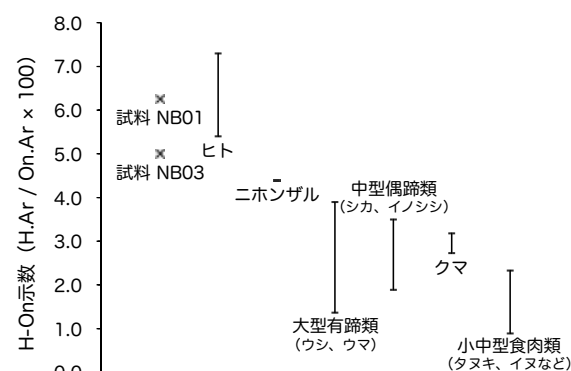 H-On示数（H.Ar / On.Ar × 100）
8.0
7.0
6.0
5.0
4.0
3.0
2.0
1.0
0.0
試料 NB01
試料 NB03
ヒト
ニホンザル
中型偶蹄類
（シカ、イノシシ）
クマ
大型有蹄類
（ウシ、ウマ）
小中型食肉類
（タヌキ、イヌなど）